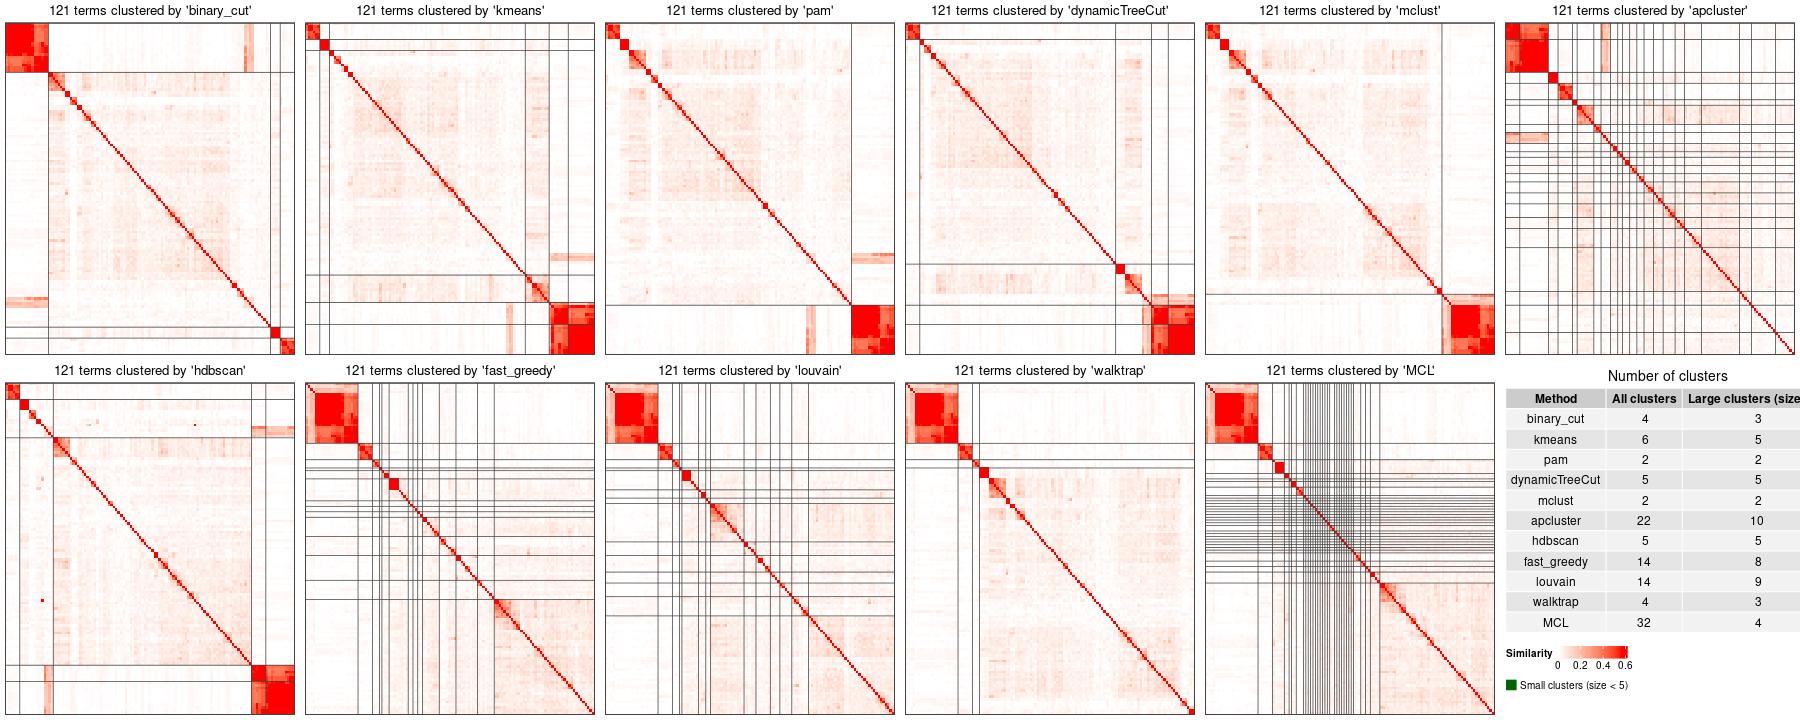 121 terms clustered by 'binary_cut'
121 terms clustered by 'kmeans'
121 terms clustered by 'pam'
121 terms clustered by 'dynamicTreeCut'
121 terms clustered by 'mclust'
121 terms clustered by 'apcluster'
121 terms clustered by 'hdbscan'
121 terms clustered by 'fast_greedy'
121 terms clustered by 'louvain'
121 terms clustered by 'walktrap'
121 terms clustered by 'MCL'
Number of clusters
Method All clusters Large clusters (size
binary_cut 4 3
kmeans 6 5
pam 2 2
dynamicTreeCut 5 5
mclust 2 2
apcluster 22 10
hdbscan 5 5
fast_greedy 14 8
louvain 14 9
walktrap 4 3
MCL 32 4
Similarity
0 0.2 0.4 0.6
Small clusters (size < 5)